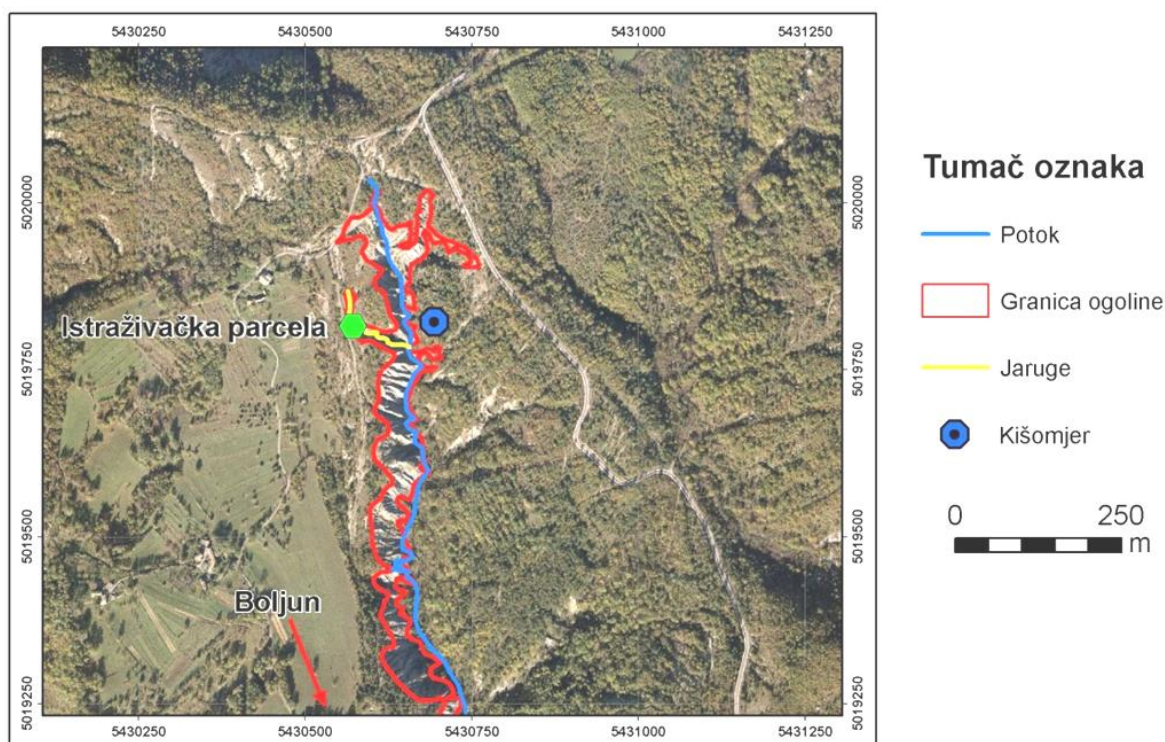 5430250 5430500 5430750 5431000 5431250
5020000 5020000
Istraživačka parcela
5019750 5019750
5019500 5019500
Boljun
5019250 5019250
5430250 5430500 5430750 5431000 5431250
Tumač oznaka
Potok
Granica ogoline
Jaruge
Kišomjer
0 250
m